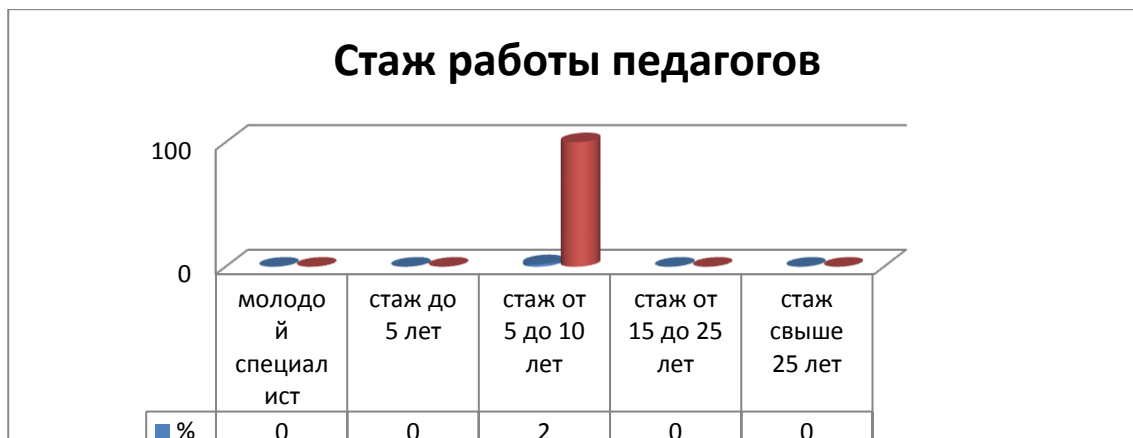 Стаж работы педагогов
100
0
молодо
й
специал
ист
стаж до
5 лет
стаж от
5 до 10
лет
стаж от
15 до 25
лет
стаж
свыше
25 лет
% 0 0 2 0 0